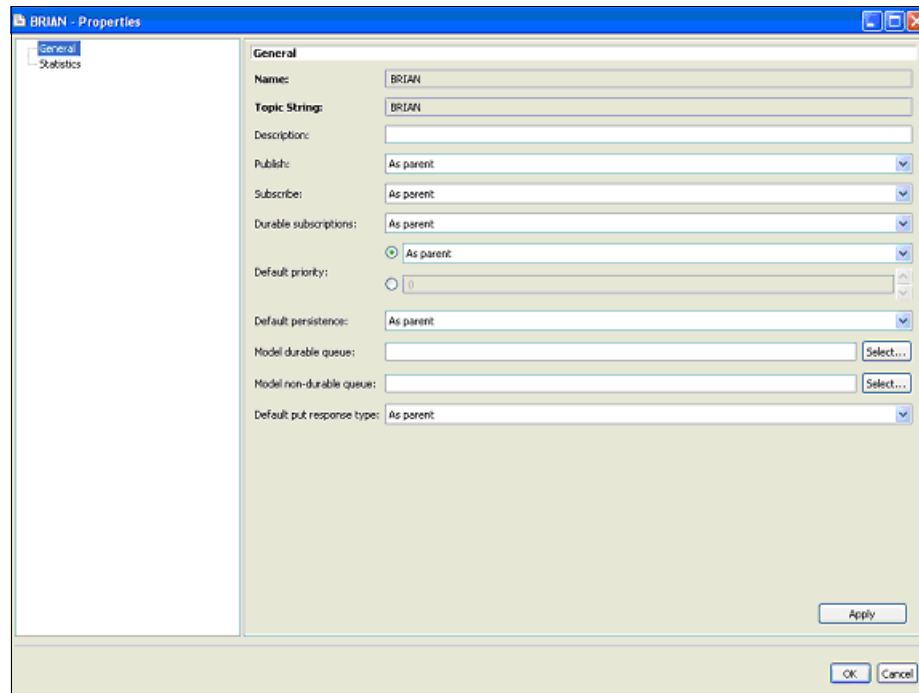 BRIAN - Properties
General
Statistics
General
Name: BRIAN
Topic String: BRIAN
Description:
Publish: As parent
Subscribe: As parent
Durable subscriptions: As parent
As parent
Default priority:
0
Default persistence: As parent
Model durable queue: Select...
Model non-durable queue: Select...
Default put response type: As parent
Apply
OK Cancel